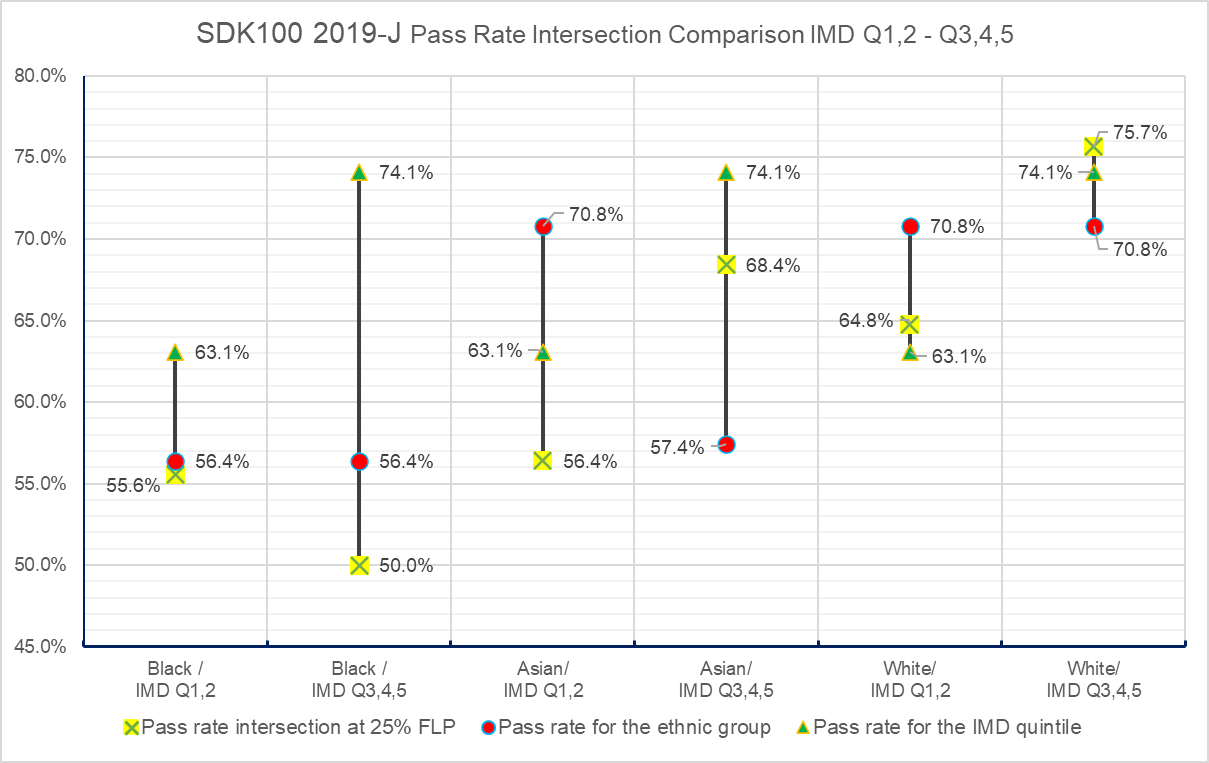 SDK100 2019-J Pass Rate Intersection Comparison IMD Q1,2 - Q3,4,5
80.0%
75.0%
70.0%
65.0%
60.0%
55.0%
50.0%
45.0%
63.1%
56.4%
55.6%
74.1%
56.4%
50.0%
70.8%
63.1%
56.4%
74.1%
68.4%
57.4%
70.8%
64.8%
63.1%
75.7%
74.1%
70.8%
Black /
IMD Q1,2
Black /
IMD Q3,4,5
Asian/
IMD Q1,2
Asian/
IMD Q3,4,5
White/
IMD Q1,2
White/
IMD Q3,4,5
Pass rate intersection at 25% FLP
Pass rate for the ethnic group
Pass rate for the IMD quintile